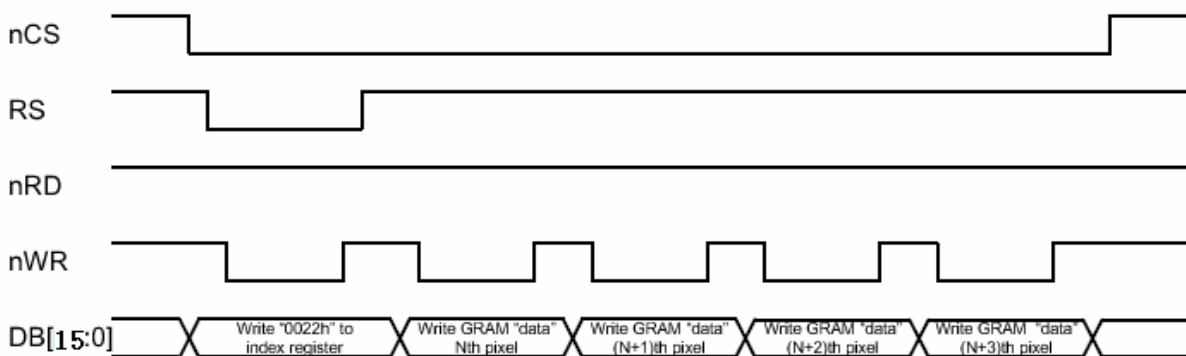 nCS
RS
nRD
nWR
DB[15:0]
Write "0022h" to
index register
Write GRAM "data"
Nth pixel
Write GRAM "data"
(N+1)th pixel
Write GRAM "data"
(N+2)th pixel
Write GRAM "data"
(N+3)th pixel